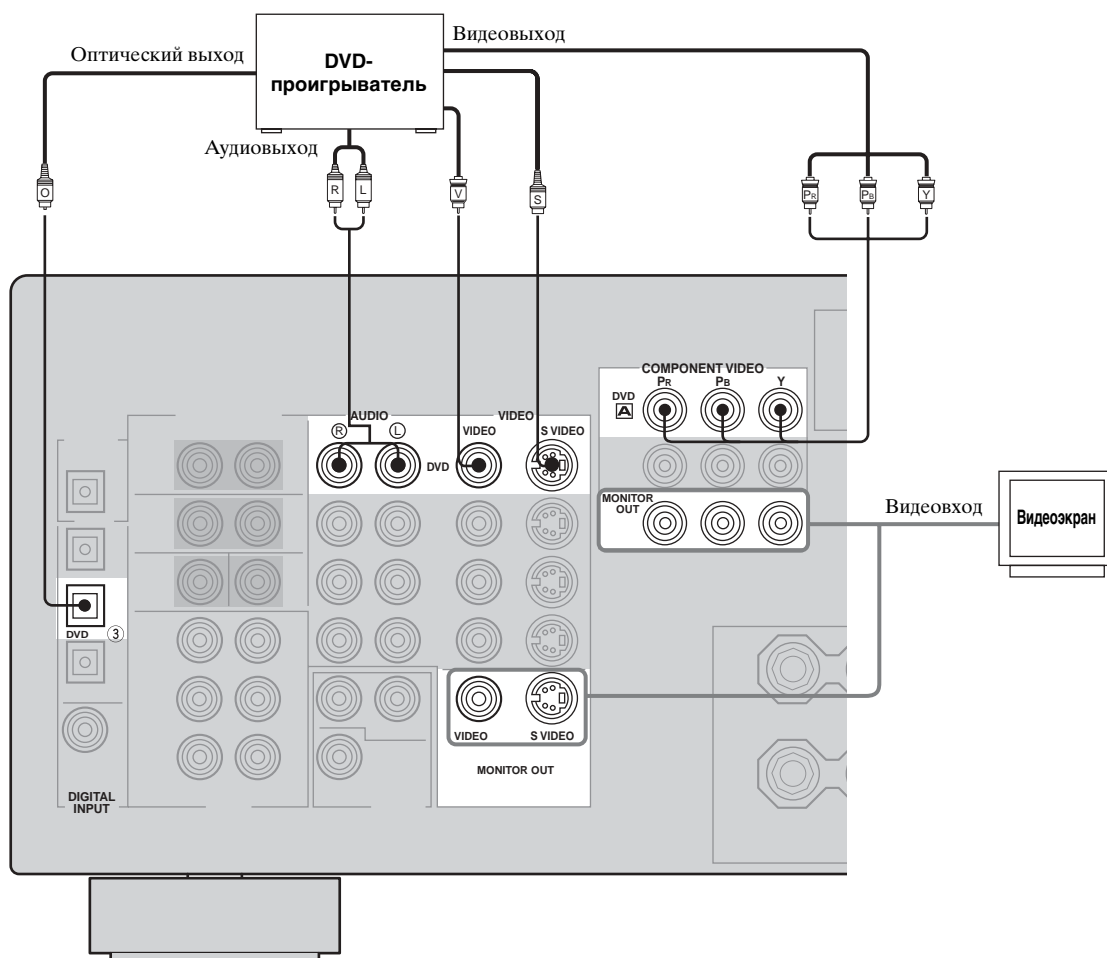 Оптический выход
DVD-
проигрыватель
Видеовыход
Аудиовыход
O
R
L
V
S
PR
PB
Y
COMPONENT VIDEO
PR
PB
Y
DVD
A
AUDIO
VIDEO
R
L
VIDEO
S VIDEO
DVD
MONITOR
OUT
Видеовход
Видеоэкран
DVD
3
VIDEO
S VIDEO
MONITOR OUT
DIGITAL
INPUT